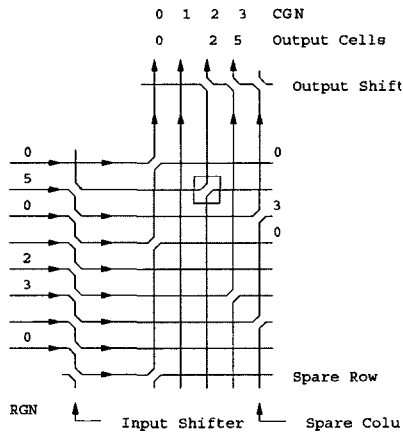 0 1 2 3 CGN
0 2 5 Output Cells
Output Shift
0 0
5
0 3
0
2
3
0
Spare Row
RGN Input Shifter Spare Colu